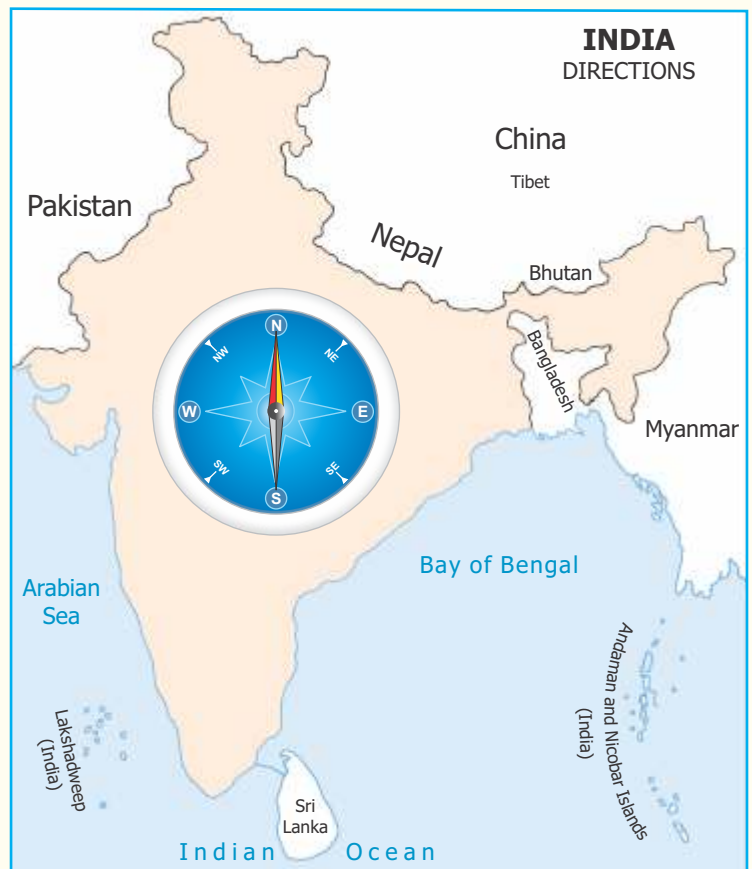 INDIA
DIRECTIONS
China
Tibet
Pakistan
Nepal
Bhutan
Bangladesh
Myanmar
N
NW
NE
W
E
SW
SE
S
Bay of Bengal
Arabian
Sea
Lakshadweep
(India)
Andaman and Nicobar Islands
(India)
Sri
Lanka
Indian Ocean